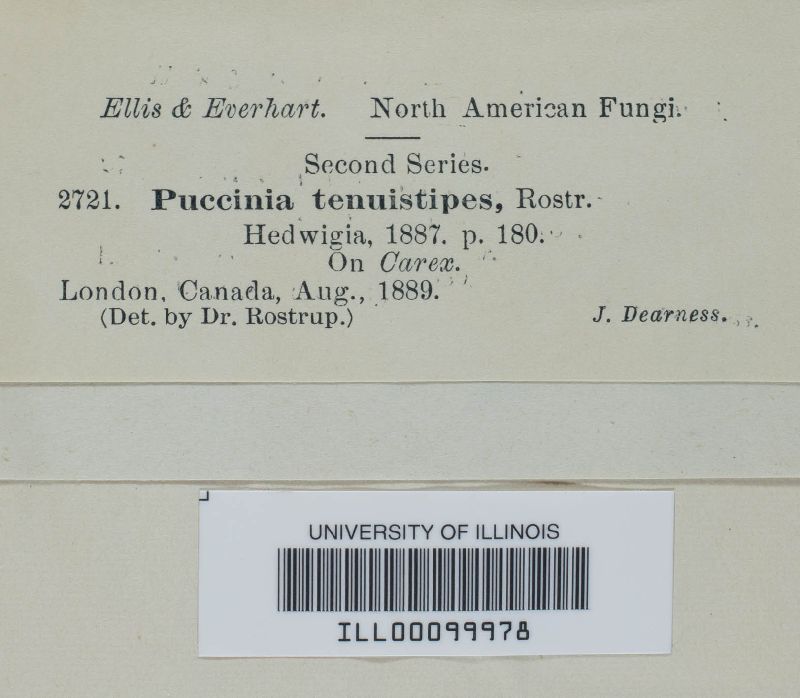 Ellis & Everhart. North American Fungi.
Second Series.
2721. Puccinia tenuistipes, Rostr.
Hedwigia, 1887. p. 180.
On Carex.
London, Canada, Aug., 1889.
(Det. by Dr. Rostrup.) J. Dearness.
UNIVERSITY OF ILLINOIS
ILL00099978